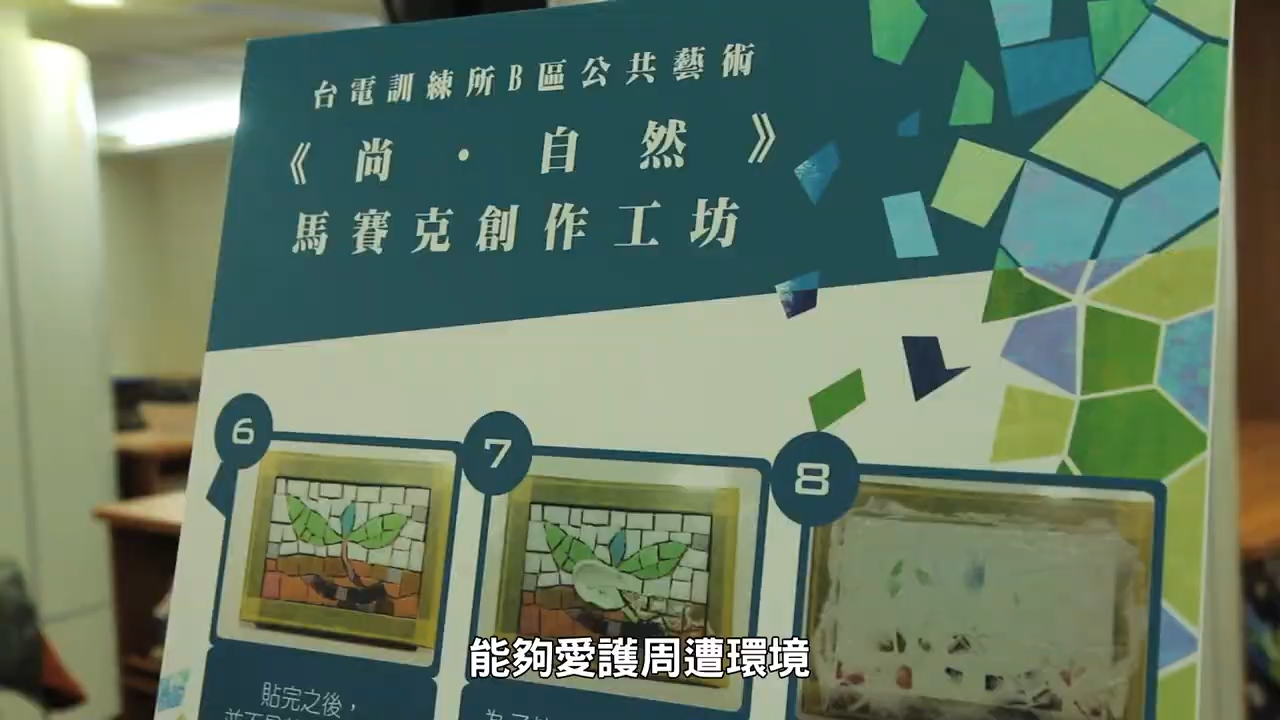 台電訓練所B區公共藝術
《尚・自然》
馬賽克創作工坊
6
7
8
貼完之後，
能夠愛護周遭環境